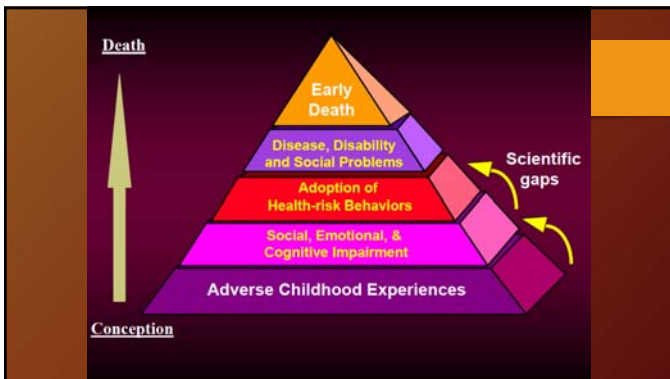 Death
Early
Death
Disease, Disability
and Social Problems
Scientific
gaps
Adoption of
Health-risk Behaviors
Social, Emotional, &
Cognitive Impairment
Adverse Childhood Experiences
Conception